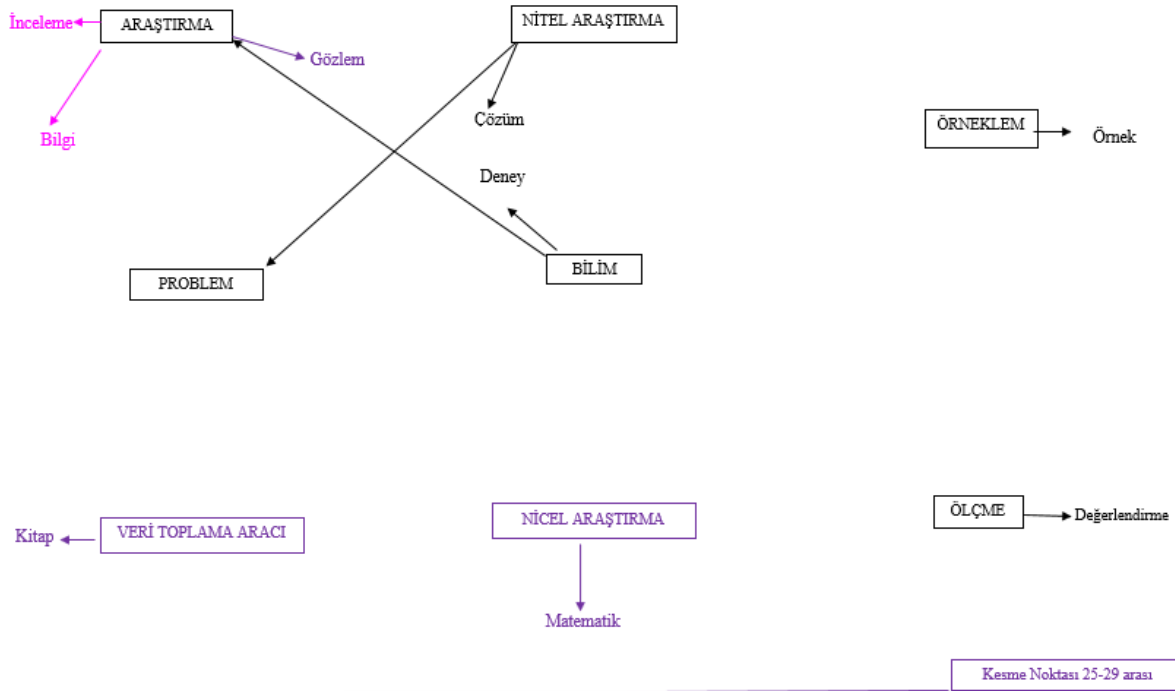 İnceleme
ARAŞTIRMA
NİTEL ARAŞTIRMA
Gözlem
Çözüm
Bilgi
ÖRNEKLEM
Örnek
Deney
PROBLEM
BİLİM
Kitap
VERİ TOPLAMA ARACI
NİCEL ARAŞTIRMA
ÖLÇME
Değerlendirme
Matematik
Kesme Noktası 25-29 arası